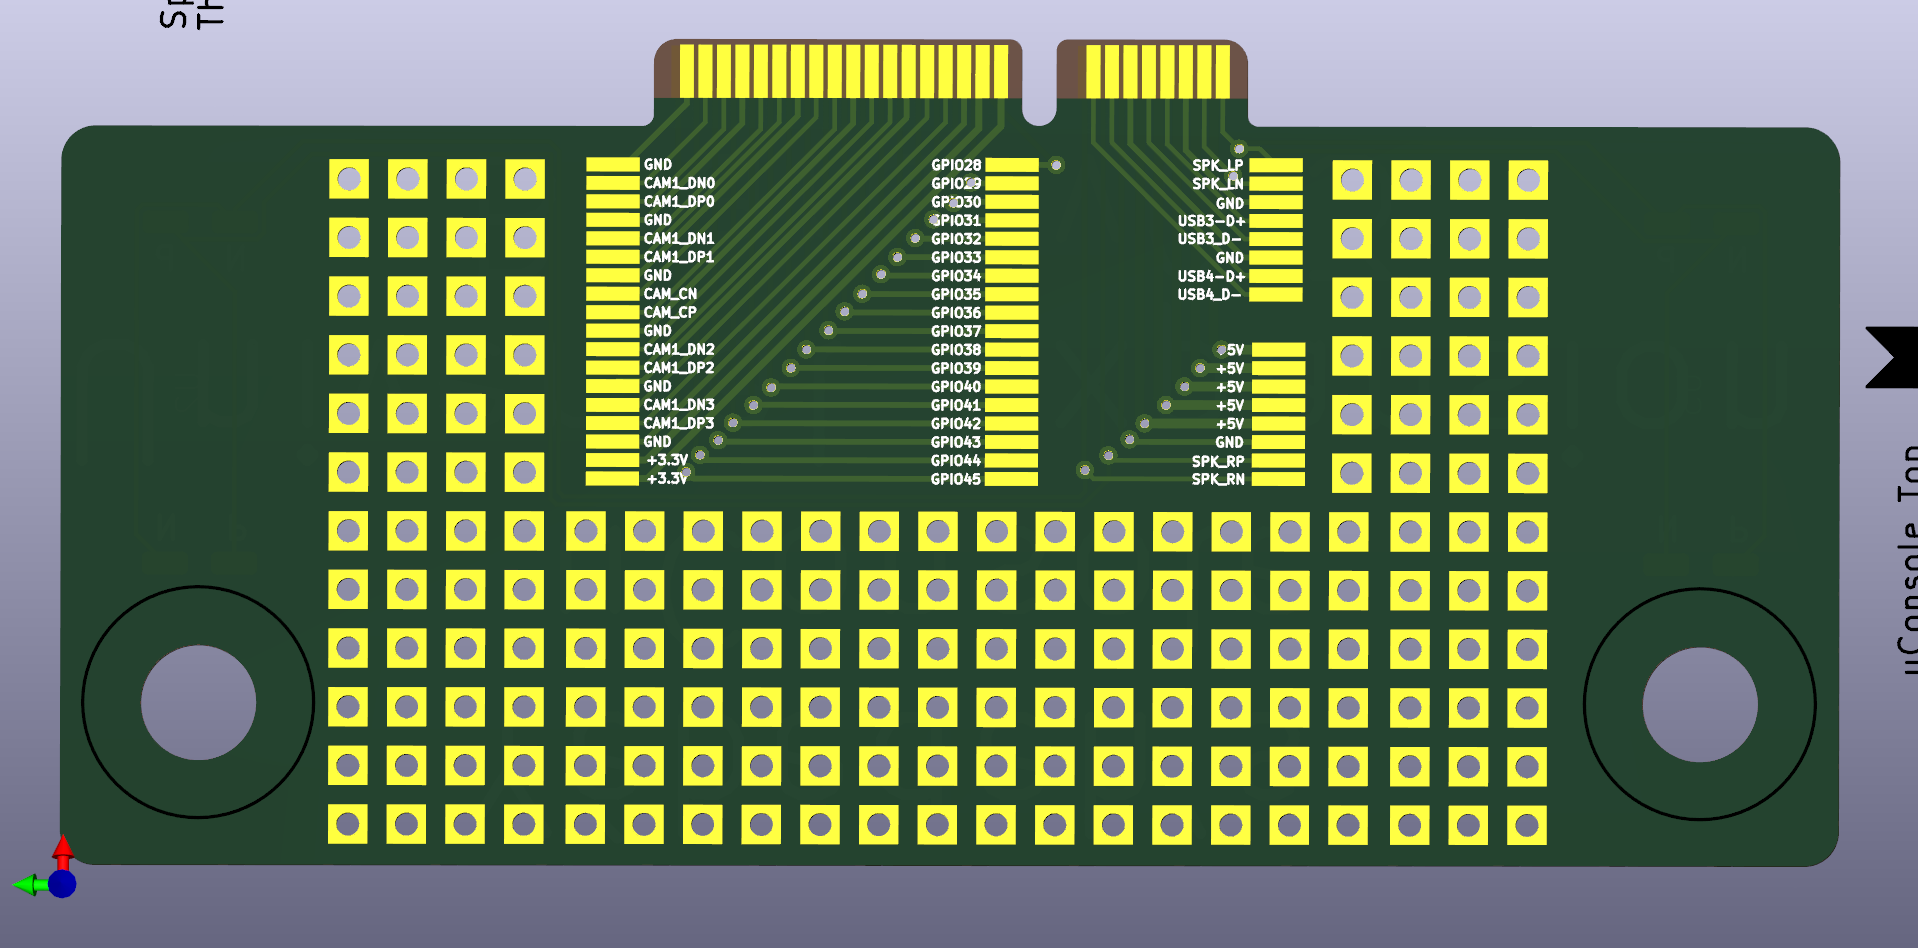 Sp
Th
GND
CAM1_DN0
CAM1_DP0
GND
CAM1_DN1
CAM1_DP1
GND
CAM_CN
CAM_CP
GND
CAM1_DN2
CAM1_DP2
GND
CAM1_DN3
CAM1_DP3
GND
+3.3V
+3.3V
GPIO28
GPIO29
GPIO30
GPIO31
GPIO32
GPIO33
GPIO34
GPIO35
GPIO36
GPIO37
GPIO38
GPIO39
GPIO40
GPIO41
GPIO42
GPIO43
GPIO44
GPIO45
SPK_LP
SPK_LN
GND
USB3-D+
USB3_D-
GND
USB4-D+
USB4_D-
+5V
+5V
+5V
+5V
+5V
GND
SPK_RP
SPK_RN
uConsole Top